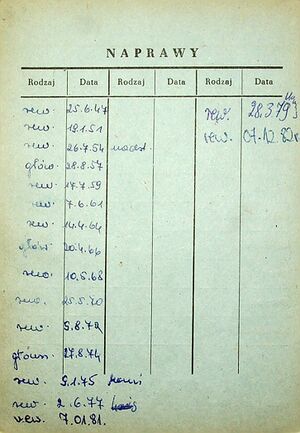 NAPRAWY
Rodzaj Data Rodzaj Data Rodzaj Data
rew. 25.6.47
rew. 19.1.51
rew. 26.7.54
główn. 28.8.57
rew. 17.7.59
rew. 7.6.61
rew. 14.4.64
główn. 20.4.66
rew. 10.5.68
rew. 25.5.70
rew. 5.8.72
główn. 27.8.74
rew. 9.1.75
rew. 2.6.77
rew. 7.01.81.
rew. 28.3.79
rew. 07.12.82r